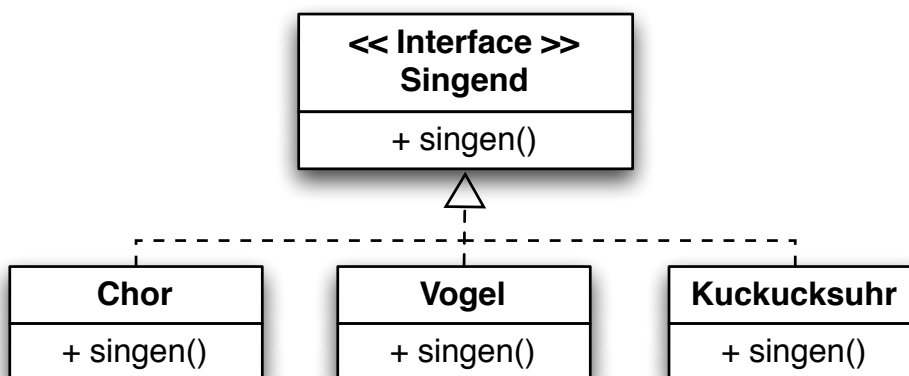 << Interface >>
Singend
+ singen()
Chor
Vogel
Kuckucksuhr
+ singen()
+ singen()
+ singen()